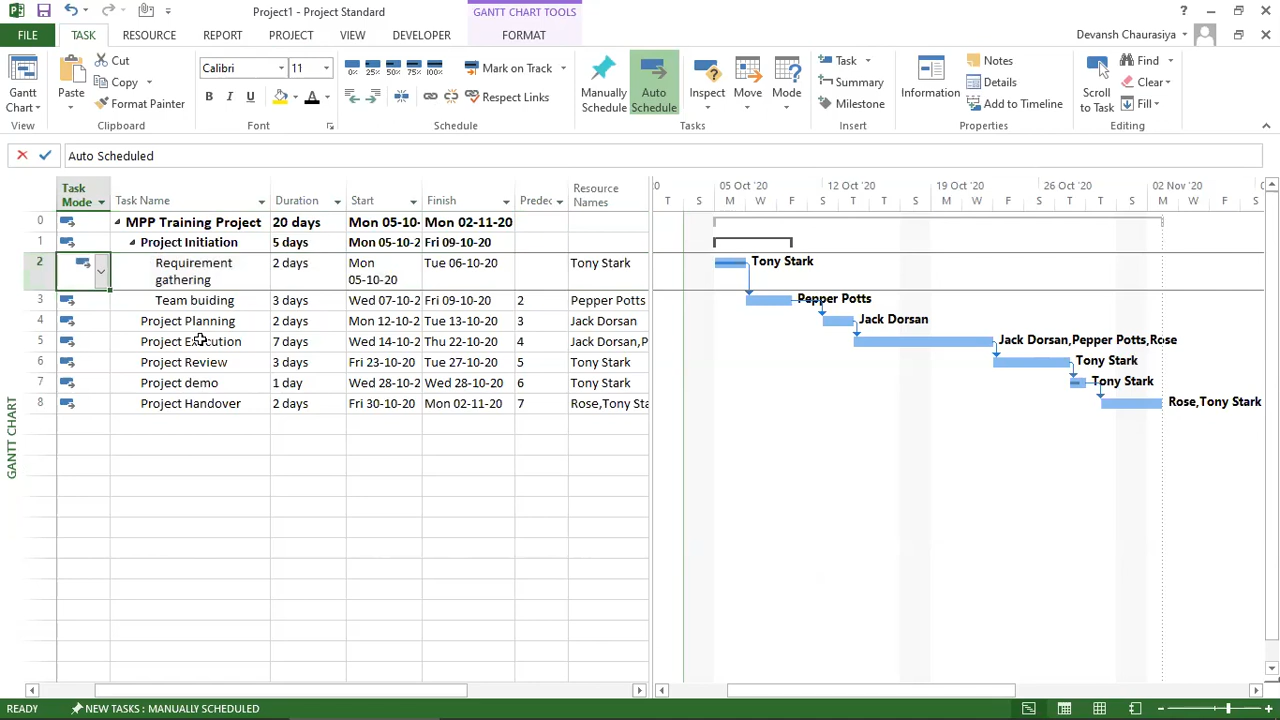 Project1 - Project Standard
GANTT CHART TOOLS
?
FILE
TASK
RESOURCE
REPORT
PROJECT
VIEW
DEVELOPER
FORMAT
Devansh Chaurasiya
Gantt Chart
View
Paste
Cut
Copy
Format Painter
Clipboard
Calibri
11
B I U
A
Font
0% 25% 50% 75% 100%
Mark on Track
Respect Links
Schedule
Manually Schedule
Auto Schedule
Inspect
Move
Mode
Tasks
Task
Summary
Milestone
Insert
Information
Notes
Details
Add to Timeline
Properties
Scroll to Task
Find
Clear
Fill
Editing
Auto Scheduled
Task Mode
Task Name
Duration
Start
Finish
Predec
Resource Names
05 Oct '20 12 Oct '20 19 Oct '20 26 Oct '20 02 Nov '20
T S M W F S T T S M W F S T T S M W F S
0 MPP Training Project 20 days Mon 05-10- Mon 02-11-20
1 Project Initiation 5 days Mon 05-10-2 Fri 09-10-20
2 Requirement gathering 2 days Mon 05-10-20 Tue 06-10-20 Tony Stark
3 Team buiding 3 days Wed 07-10-2 Fri 09-10-20 2 Pepper Potts
4 Project Planning 2 days Mon 12-10-2 Tue 13-10-20 3 Jack Dorsan
5 Project Execution 7 days Wed 14-10-2 Thu 22-10-20 4 Jack Dorsan,P
6 Project Review 3 days Fri 23-10-20 Tue 27-10-20 5 Tony Stark
7 Project demo 1 day Wed 28-10-2 Wed 28-10-20 6 Tony Stark
8 Project Handover 2 days Fri 30-10-20 Mon 02-11-20 7 Rose,Tony Sta
Tony Stark
Pepper Potts
Jack Dorsan
Jack Dorsan,Pepper Potts,Rose
Tony Stark
Tony Stark
Rose,Tony Stark
GANTT CHART
READY
NEW TASKS : MANUALLY SCHEDULED